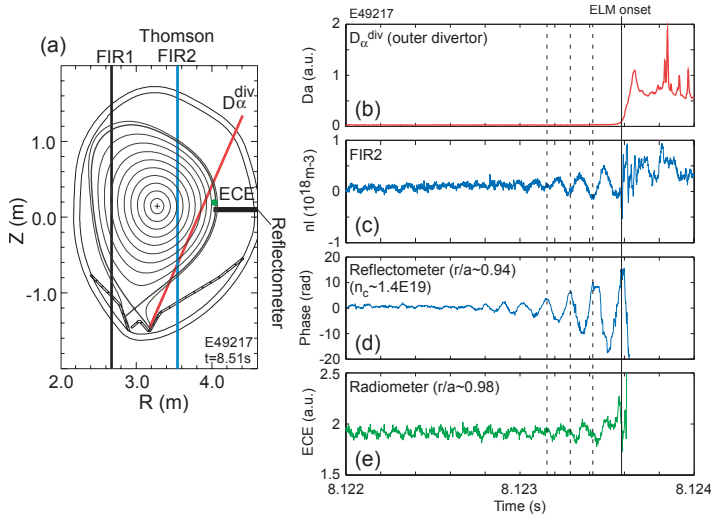 (a)
Thomson
FIR1
FIR2
Dα^div
ECE
Reflectometer
Z (m)
1.0
0.0
-1.0
E49217
t=8.51s
2.0
3.0
4.0
R (m)
E49217
ELM onset
Dα^div (outer divertor)
Da (a.u.)
2
1
0
(b)
FIR2
nl (10^18m-3)
1
0
-1
(c)
Reflectometer (r/a~0.94)
(n_c~1.4E19)
Phase (rad)
20
10
0
-10
-20
(d)
Radiometer (r/a~0.98)
ECE (a.u.)
2.5
2
1.5
(e)
8.122
8.123
8.124
Time (s)